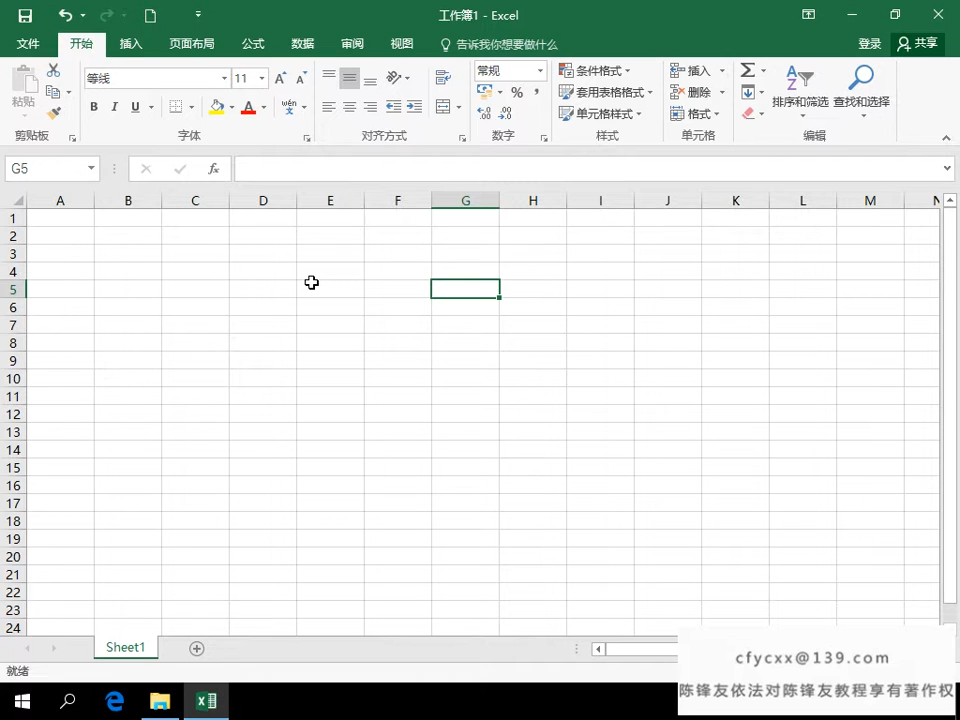 工作簿1 - Excel
文件 开始 插入 页面布局 公式 数据 审阅 视图 告诉我你想要做什么 登录 共享
粘贴 等线 11 常规 条件格式 插入 Σ
B I U wén % , 套用表格格式 删除 排序和筛选 查找和选择
单元格样式 格式
剪贴板 字体 对齐方式 数字 样式 单元格 编辑
G5 fx
A B C D E F G H I J K L M N
1
2
3
4
5
6
7
8
9
10
11
12
13
14
15
16
17
18
19
20
21
22
23
24
Sheet1
就绪
cfycxx@139.com
陈锋友依法对陈锋友教程享有著作权